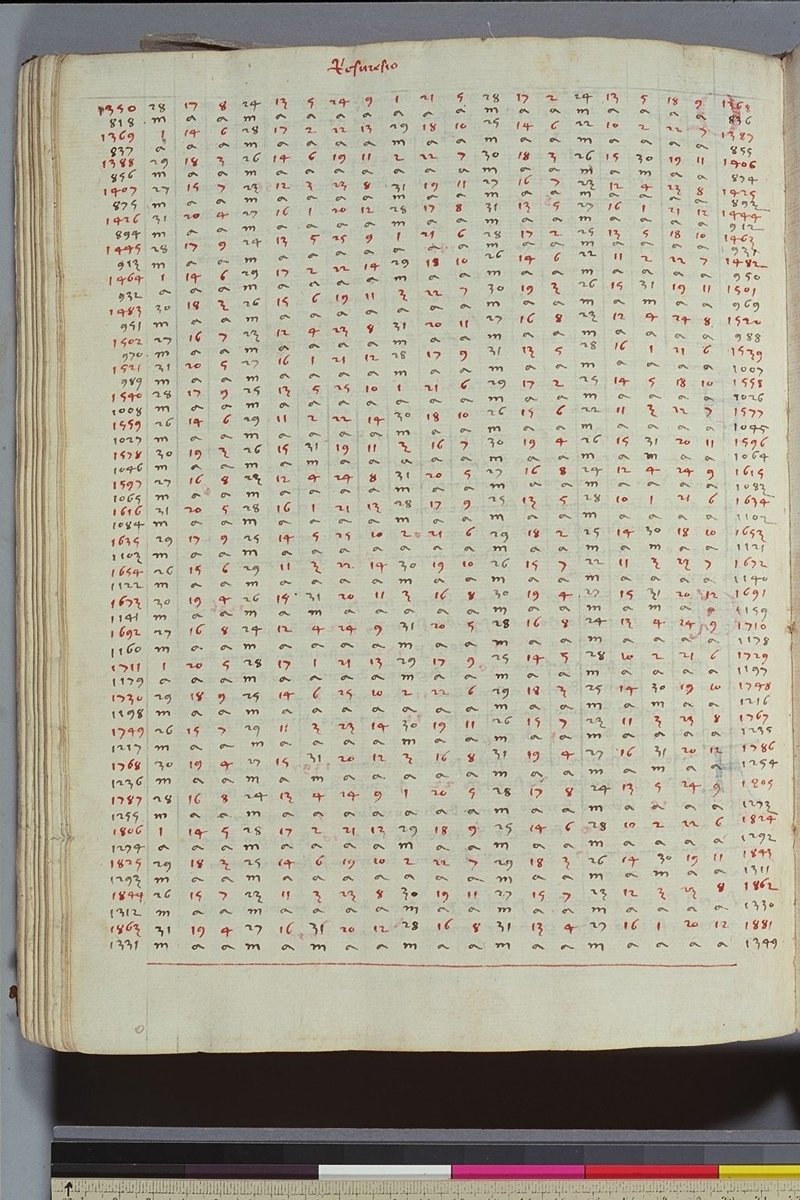 Resuresio
1350 28 17 8 24 13 5 24 9 1 21 5 28 17 2 24 13 5 18 9 1368
818 m a a m a a a a a a a m a a m a a a a 836
1369 1 14 6 28 17 2 22 13 29 18 10 25 14 6 22 10 2 22 7 1387
837 a a a m a a a a m a a m a a m a a a a 855
1388 29 18 3 26 14 6 19 11 2 22 7 30 18 3 26 15 30 19 11 1406
856 m a a m a a a a a a a m a a m a m a a 874
1407 27 15 7 23 12 3 23 8 31 19 11 27 16 7 23 12 4 23 8 1425
875 m a a m a a a a m a a m a a m a a a a 893
1426 31 20 4 27 16 1 20 12 28 17 8 31 13 5 27 16 1 21 12 1444
894 m a a m a a a a m a a m a a m a a a a 912
1445 28 17 9 24 13 5 25 9 1 21 6 28 17 2 25 13 5 18 10 1463
913 m a a m a a a a a a a m a a m a a a a 931
1464 1 14 6 29 17 2 22 14 29 18 10 26 14 6 22 11 2 22 7 1482
932 a a a m a a a a m a a m a a m a a a a 950
1483 30 18 3 26 15 6 19 11 3 22 7 30 19 3 26 15 31 19 11 1501
951 m a a m a a a a a a a m a a m a m a a 969
1502 27 16 7 23 12 4 23 8 31 20 11 27 16 8 23 12 4 24 8 1520
970 m a a m a a a a m a a m a a m a a a a 988
1521 31 20 5 27 16 1 21 12 28 17 9 31 13 5 28 16 1 21 6 1539
989 m a a m a a a a m a a m a a m a a a a 1007
1540 28 17 9 25 13 5 25 10 1 21 6 29 17 2 25 14 5 18 10 1558
1008 m a a m a a a a a a a m a a m a a a a 1026
1559 26 14 6 29 11 2 22 14 30 18 10 26 15 6 22 11 3 22 7 1577
1027 m a a m a a a a m a a m a a m a a a a 1045
1578 30 19 3 26 15 31 19 11 3 16 7 30 19 4 26 15 31 20 11 1596
1046 m a a m a m a a a a a m a a m a m a a 1064
1597 27 16 8 23 12 4 24 8 31 20 5 27 16 8 24 12 4 24 9 1615
1065 m a a m a a a a m a a m a a m a a a a 1083
1616 31 20 5 28 16 1 21 13 28 17 9 25 13 5 28 10 1 21 6 1634
1084 m a a m a a a a m a a m a a m a a a a 1102
1635 29 17 9 25 14 5 25 10 2 21 6 29 18 2 25 14 30 18 10 1653
1103 m a a m a a a a a a a m a a m a m a a 1121
1654 26 15 6 29 11 3 22 14 30 19 10 26 15 7 22 11 3 23 7 1672
1122 m a a m a a a a m a a m a a m a a a a 1140
1673 30 19 4 26 15 31 20 11 3 16 8 30 19 4 27 15 31 20 12 1691
1141 m a a m a m a a a a a m a a m a m a a 1159
1692 27 16 8 24 12 4 24 9 31 20 5 28 16 8 24 13 4 24 9 1710
1160 m a a m a a a a m a a m a a m a a a a 1178
1711 1 20 5 28 17 1 21 13 29 17 9 25 14 5 28 10 2 21 6 1729
1179 a a a m a a a a m a a m a a m a a a a 1197
1730 29 18 9 25 14 6 25 10 2 22 6 29 18 3 25 14 30 19 10 1748
1198 m a a m a a a a a a a m a a m a m a a 1216
1749 26 15 7 29 11 3 23 14 30 19 11 26 15 7 23 11 3 23 8 1767
1217 m a a m a a a a m a a m a a m a a a a 1235
1768 30 19 4 27 15 31 20 12 3 16 8 31 19 4 27 16 31 20 12 1786
1236 m a a m a m a a a a a m a a m a m a a 1254
1787 28 16 8 24 13 4 24 9 1 20 5 28 17 8 24 13 5 24 9 1805
1255 m a a m a a a a a a a m a a m a a a a 1273
1806 1 14 5 28 17 2 21 13 29 18 9 25 14 6 28 10 2 22 6 1824
1274 a a a m a a a a m a a m a a m a a a a 1292
1825 29 18 3 25 14 6 19 10 2 22 7 29 18 3 26 14 30 19 11 1843
1293 m a a m a a a a a a a m a a m a m a a 1311
1844 26 15 7 23 11 3 23 8 30 19 11 27 15 7 23 12 3 23 8 1862
1312 m a a m a a a a m a a m a a m a a a a 1330
1863 31 19 4 27 16 31 20 12 28 16 8 31 13 4 27 16 1 20 12 1881
1331 m a a m a m a a m a a m a a m a a a a 1349